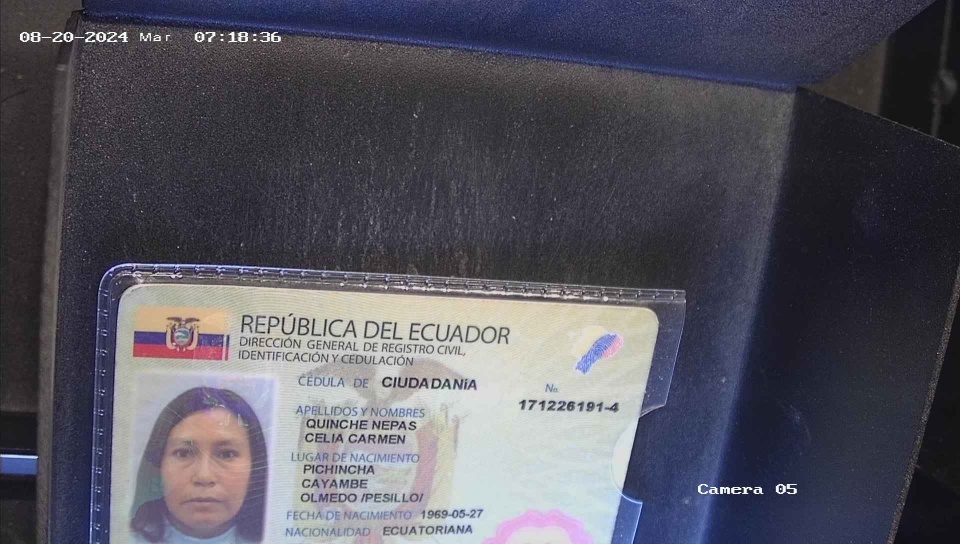 08-20-2024 Mar 07:18:36
REPÚBLICA DEL ECUADOR
DIRECCIÓN GENERAL DE REGISTRO CIVIL,
IDENTIFICACIÓN Y CEDULACIÓN
CÉDULA DE CIUDADANÍA
No.
171226191-4
APELLIDOS Y NOMBRES
QUINCHE NEPAS
CELIA CARMEN
LUGAR DE NACIMIENTO
PICHINCHA
CAYAMBE
OLMEDO /PESILLO/
FECHA DE NACIMIENTO 1969-05-27
NACIONALIDAD ECUATORIANA
Camera 05